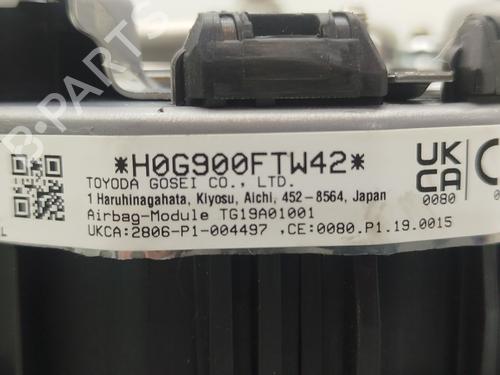 B-PARTS
*H0G900FTW42*
TOYODA GOSEI CO., LTD.
1 Haruhinagahata, Kiyosu, Aichi, 452-8564, Japan
Airbag-Module TG19A01001
UKCA:2806-P1-004497 ,CE:0080.P1.19.0015
UK
CA
0080